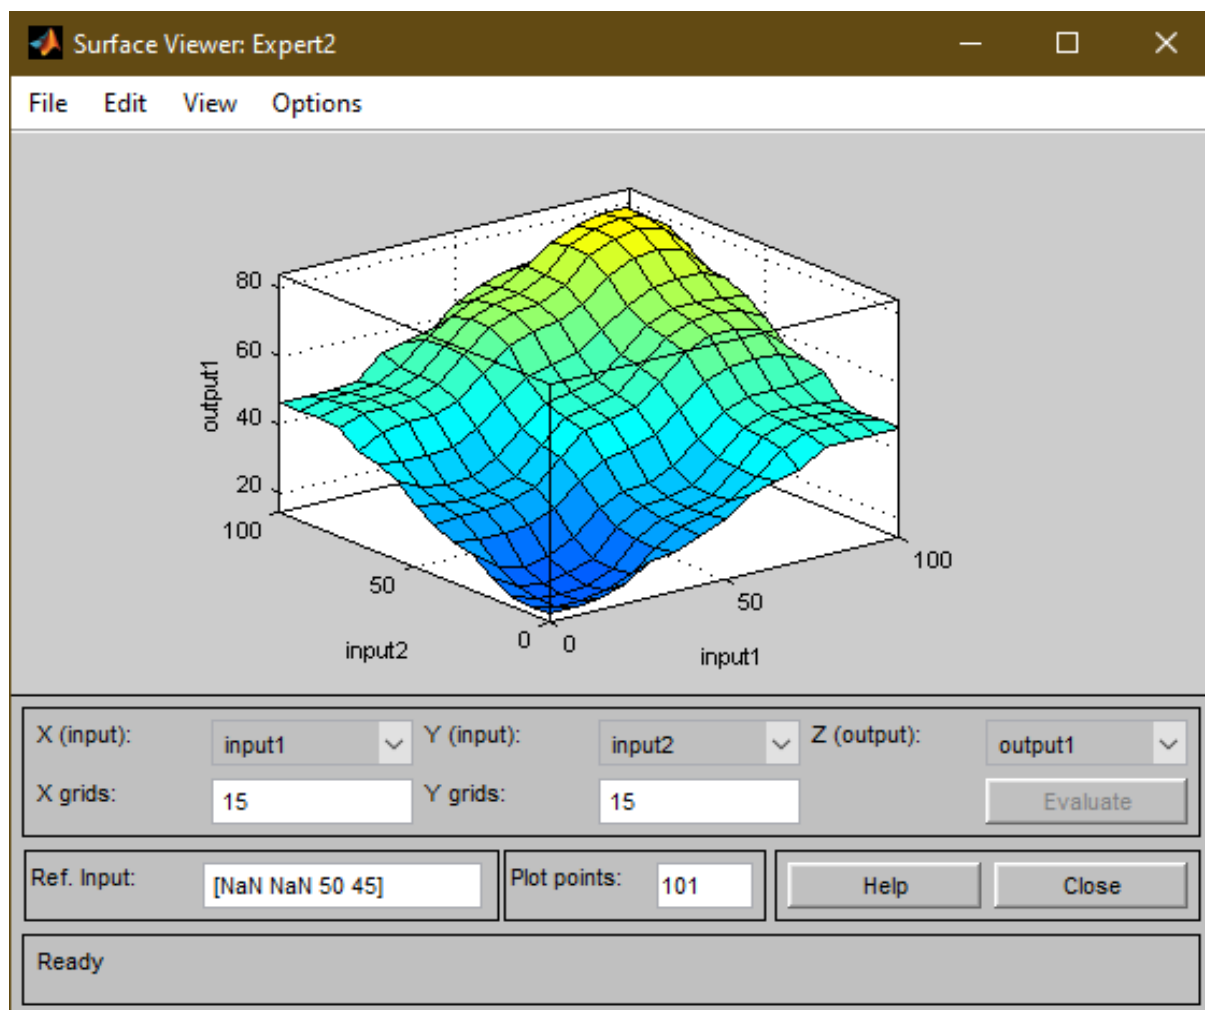 Surface Viewer: Expert2
File Edit View Options
80
60
40
20
output1
100
50
0
input2
0
50
100
input1
X (input): input1 Y (input): input2 Z (output): output1
X grids: 15 Y grids: 15 Evaluate
Ref. Input: [NaN NaN 50 45] Plot points: 101 Help Close
Ready